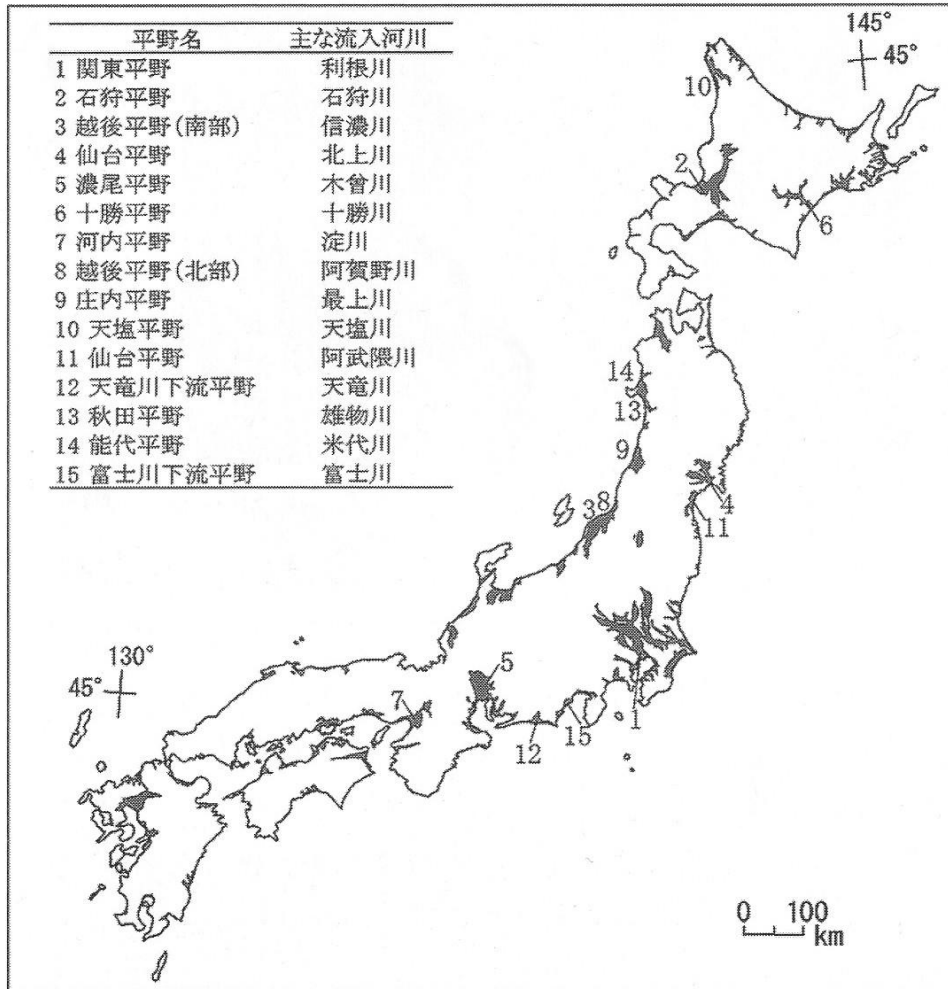 平野名 主な流入河川
1 関東平野 利根川
2 石狩平野 石狩川
3 越後平野(南部) 信濃川
4 仙台平野 北上川
5 濃尾平野 木曾川
6 十勝平野 十勝川
7 河内平野 淀川
8 越後平野(北部) 阿賀野川
9 庄内平野 最上川
10 天塩平野 天塩川
11 仙台平野 阿武隈川
12 天竜川下流平野 天竜川
13 秋田平野 雄物川
14 能代平野 米代川
15 富士川下流平野 富士川
145°
45°
10
2
6
14
13
9
4
11
3 8
130°
45°
5
7
12
15
1
0 100
km